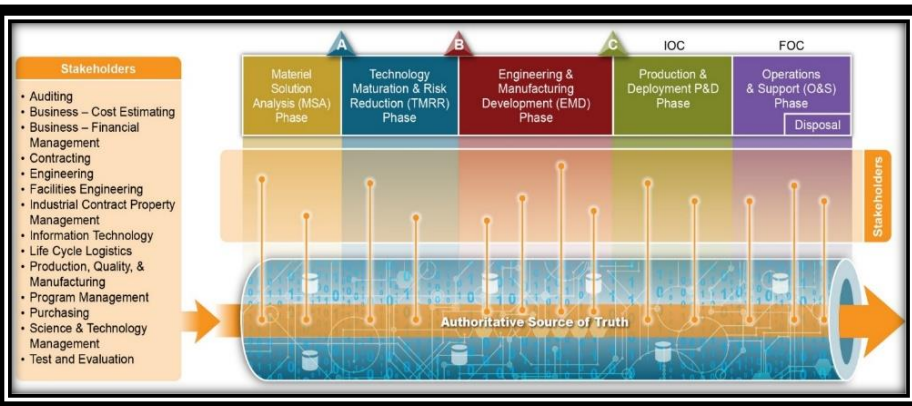 Stakeholders
• Auditing
• Business – Cost Estimating
• Business – Financial
Management
• Contracting
• Engineering
• Facilities Engineering
• Industrial Contract Property
Management
• Information Technology
• Life Cycle Logistics
• Production, Quality, &
Manufacturing
• Program Management
• Purchasing
• Science & Technology
Management
• Test and Evaluation
A
B
C
IOC
FOC
Materiel
Solution
Analysis (MSA)
Phase
Technology
Maturation & Risk
Reduction (TMRR)
Phase
Engineering &
Manufacturing
Development (EMD)
Phase
Production &
Deployment P&D
Phase
Operations
& Support (O&S)
Phase
Disposal
Stakeholders
Authoritative Source of Truth